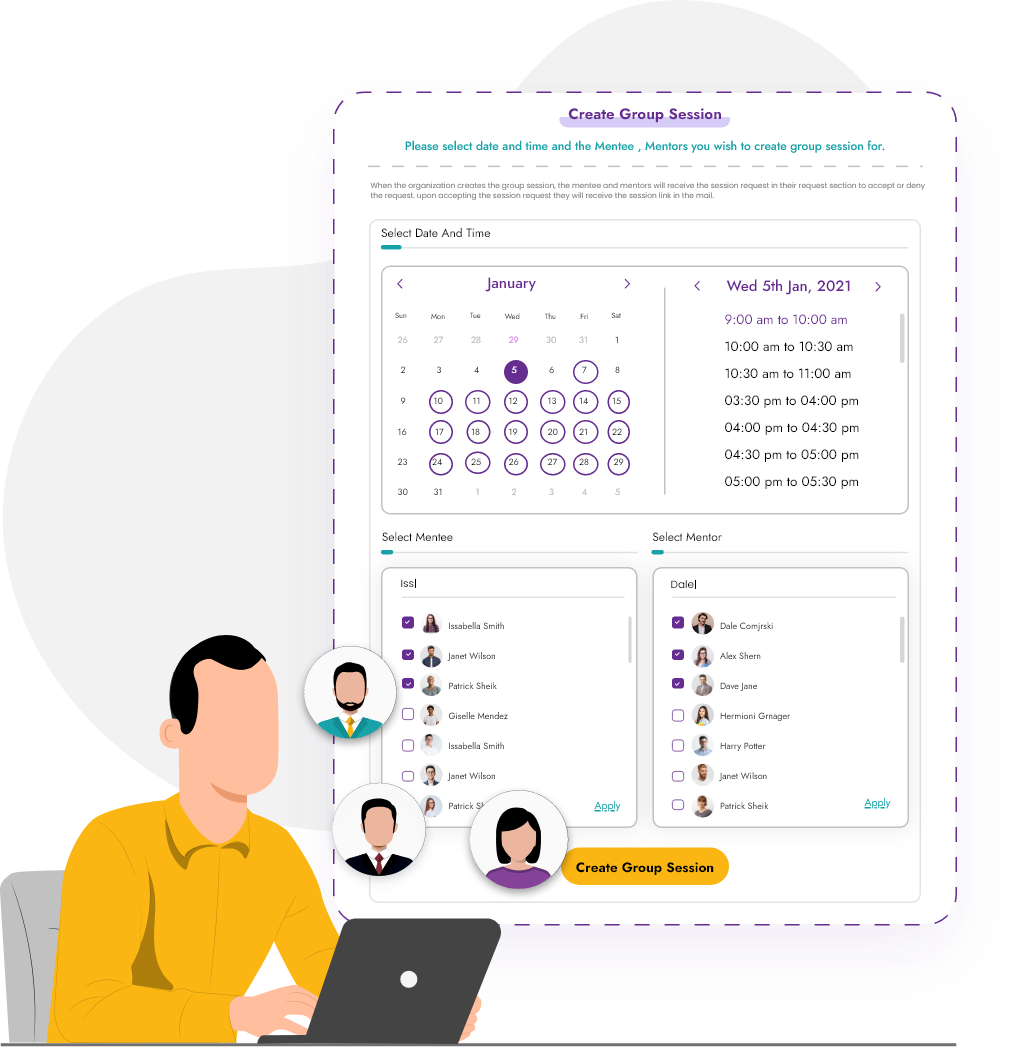 Create Group Session
Please select date and time and the Mentee , Mentors you wish to create group session for.
When the organization creates the group session, the mentee and mentors will receive the session request in their request section to accept or deny
the request. upon accepting the session request they will receive the session link in the mail.
Select Date And Time
January
Sun Mon Tue Wed Thu Fri Sat
26 27 28 29 30 31 1
2 3 4 5 6 7 8
9 10 11 12 13 14 15
16 17 18 19 20 21 22
23 24 25 26 27 28 29
30 31 1 2 3 4 5
Wed 5th Jan, 2021
9:00 am to 10:00 am
10:00 am to 10:30 am
10:30 am to 11:00 am
03:30 pm to 04:00 pm
04:00 pm to 04:30 pm
04:30 pm to 05:00 pm
05:00 pm to 05:30 pm
Select Mentee
Iss
Issabella Smith
Janet Wilson
Patrick Sheik
Giselle Mendez
Issabella Smith
Janet Wilson
Patrick Sh
Apply
Select Mentor
Dale
Dale Comjrski
Alex Shern
Dave Jane
Hermioni Grnager
Harry Potter
Janet Wilson
Patrick Sheik
Apply
Create Group Session